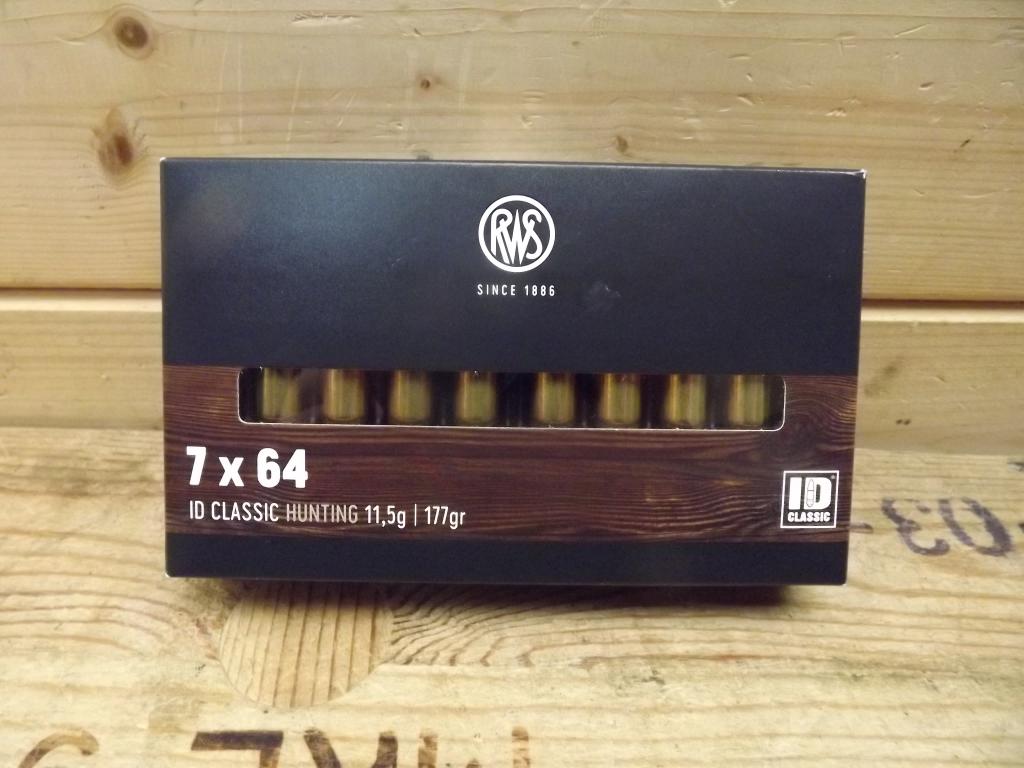 RWS
SINCE 1886
7 x 64
ID CLASSIC HUNTING 11,5g | 177gr
ID
CLASSIC